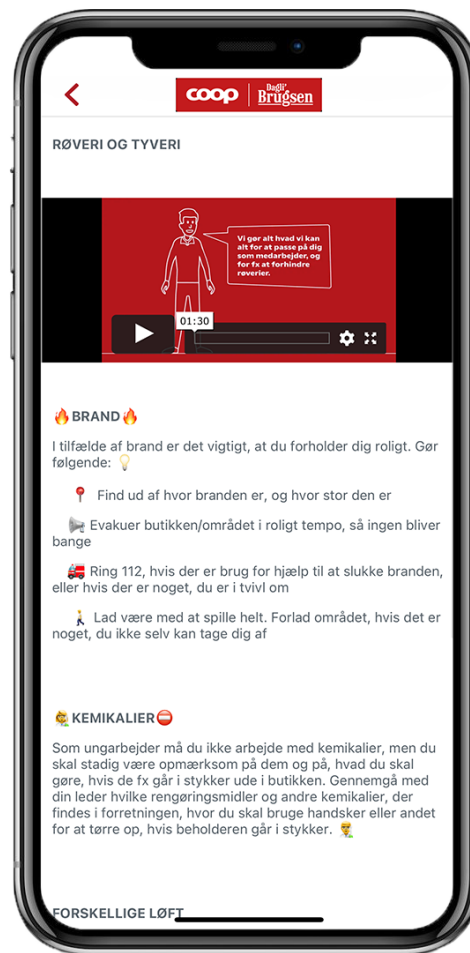 coop | Dagli' Brugsen
RØVERI OG TYVERI
Vi gør alt hvad vi kan
alt for at passe på dig
som medarbejder, og
for fx at forhindre
røverier.
01:30
🔥BRAND🔥
I tilfælde af brand er det vigtigt, at du forholder dig roligt. Gør
følgende: 💡
📍 Find ud af hvor branden er, og hvor stor den er
📢 Evakuer butikken/området i roligt tempo, så ingen bliver
bange
🚒 Ring 112, hvis der er brug for hjælp til at slukke branden,
eller hvis der er noget, du er i tvivl om
🚶 Lad være med at spille helt. Forlad området, hvis det er
noget, du ikke selv kan tage dig af
KEMIKALIER⛔
Som ungarbejder må du ikke arbejde med kemikalier, men du
skal stadig være opmærksom på dem og på, hvad du skal
gøre, hvis de fx går i stykker ude i butikken. Gennemgå med
din leder hvilke rengøringsmidler og andre kemikalier, der
findes i forretningen, hvor du skal bruge handsker eller andet
for at tørre op, hvis beholderen går i stykker.
FORSKELLIGE LØFT